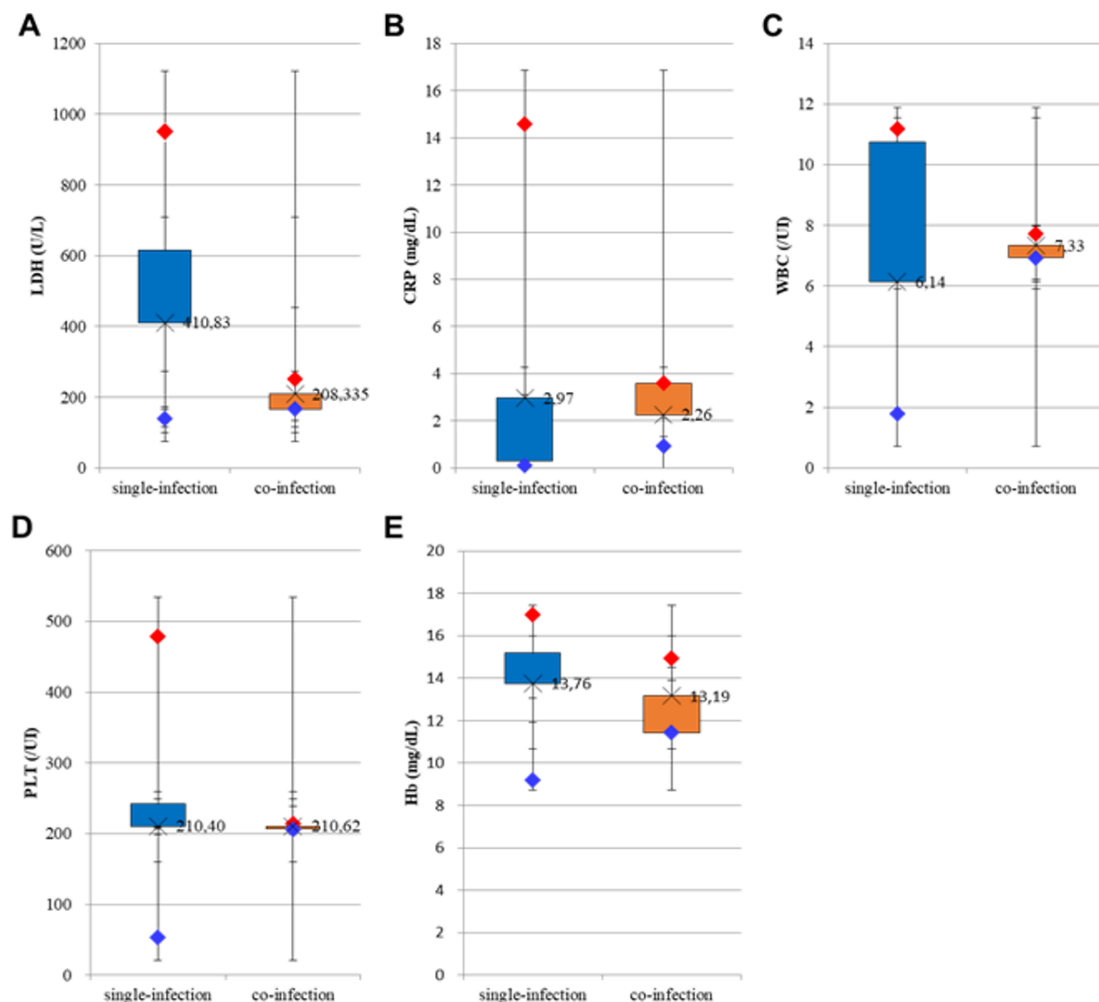 A
LDH (U/L)
1200
1000
800
600
400
200
0
410,83
208,335
single-infection
co-infection
B
CRP (mg/dL)
18
16
14
12
10
8
6
4
2
0
2,97
2,26
single-infection
co-infection
C
WBC (/UI)
14
12
10
8
6
4
2
0
6,14
7,33
single-infection
co-infection
D
PLT (/UI)
600
500
400
300
200
100
0
210,40
210,62
single-infection
co-infection
E
Hb (mg/dL)
20
18
16
14
12
10
8
6
4
2
0
13,76
13,19
single-infection
co-infection